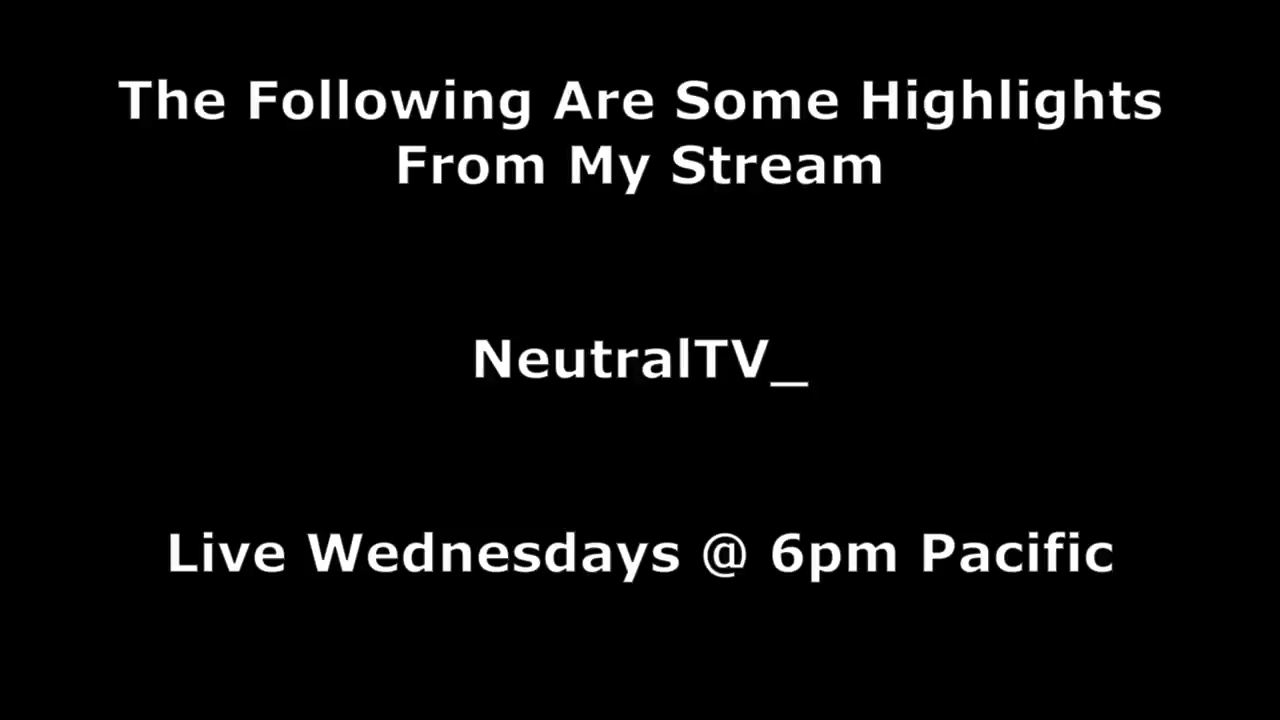 The Following Are Some Highlights
From My Stream
NeutralTV_
Live Wednesdays @ 6pm Pacific